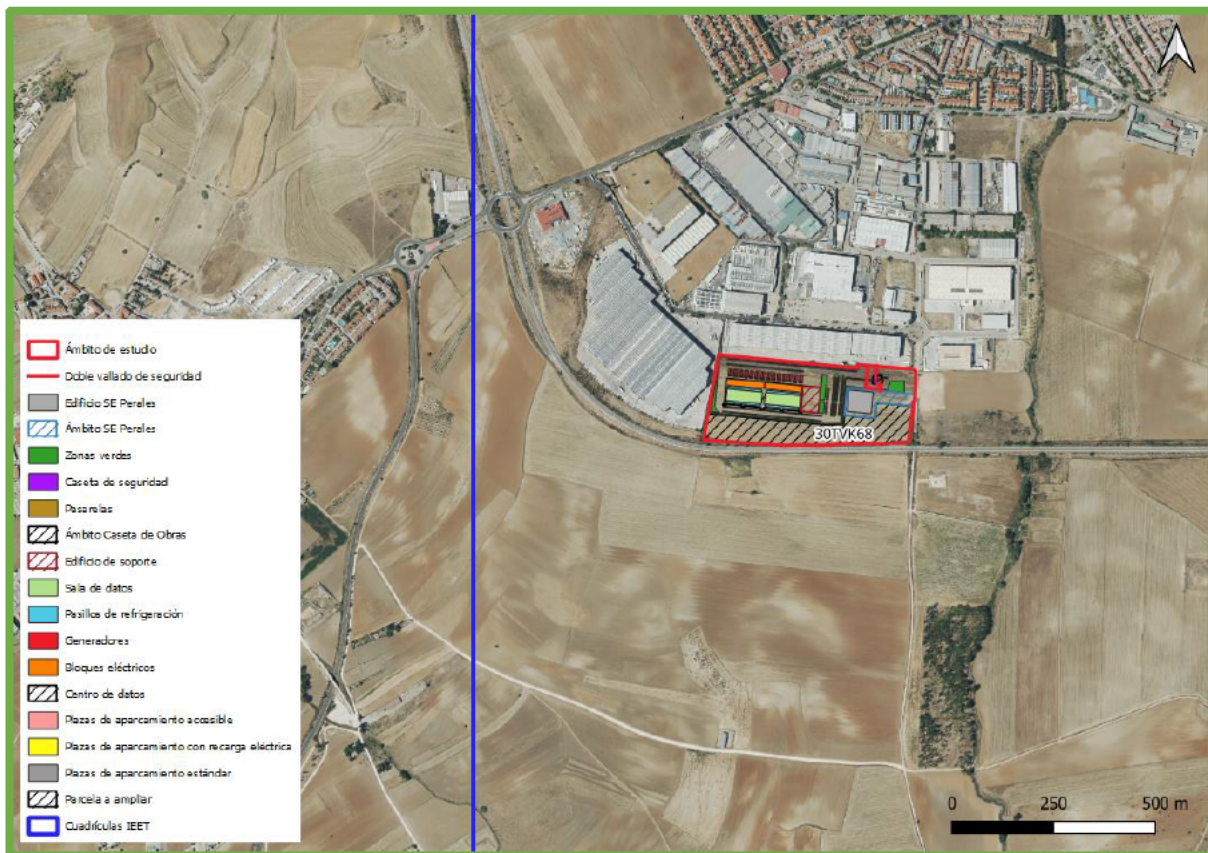 Ámbito de estudio
Doble vallado de seguridad
Edificio SE Perales
Ámbito SE Perales
Zonas verdes
Caseta de seguridad
Pasarelas
Ámbito Caseta de Obras
Edificio de soporte
Sala de datos
Pasillos de refrigeración
Generadores
Bloques eléctricos
Centro de datos
Plazas de aparcamiento accesible
Plazas de aparcamiento con recarga eléctrica
Plazas de aparcamiento estándar
Parcela a ampliar
Cuadrículas IEET
30TVK68
0 250 500 m